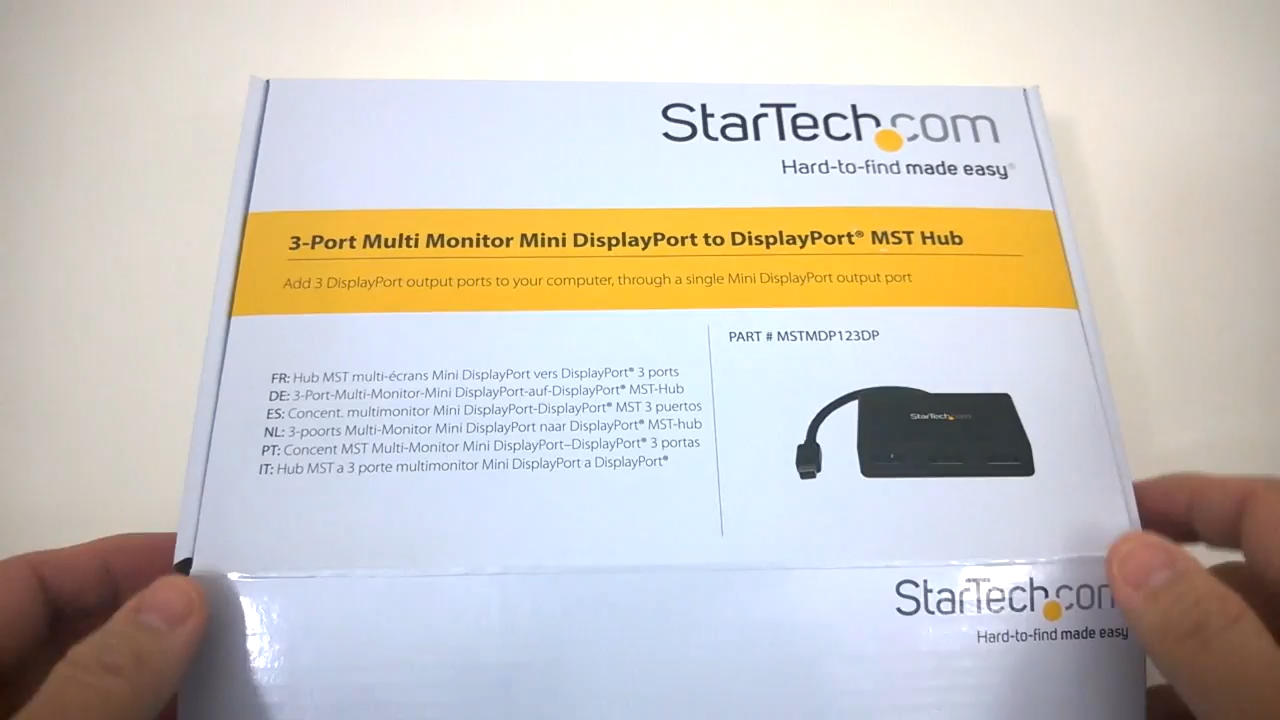 StarTech.com
Hard-to-find made easy®
3-Port Multi Monitor Mini DisplayPort to DisplayPort® MST Hub
Add 3 DisplayPort output ports to your computer, through a single Mini DisplayPort output port
PART # MSTMDP123DP
FR: Hub MST multi-écrans Mini DisplayPort vers DisplayPort® 3 ports
DE: 3-Port-Multi-Monitor-Mini DisplayPort-auf-DisplayPort® MST-Hub
ES: Concent. multimonitor Mini DisplayPort-DisplayPort® MST 3 puertos
NL: 3-poorts Multi-Monitor Mini DisplayPort naar DisplayPort® MST-hub
PT: Concent MST Multi-Monitor Mini DisplayPort–DisplayPort® 3 portas
IT: Hub MST a 3 porte multimonitor Mini DisplayPort a DisplayPort®
StarTech.com
StarTech.com
Hard-to-find made easy